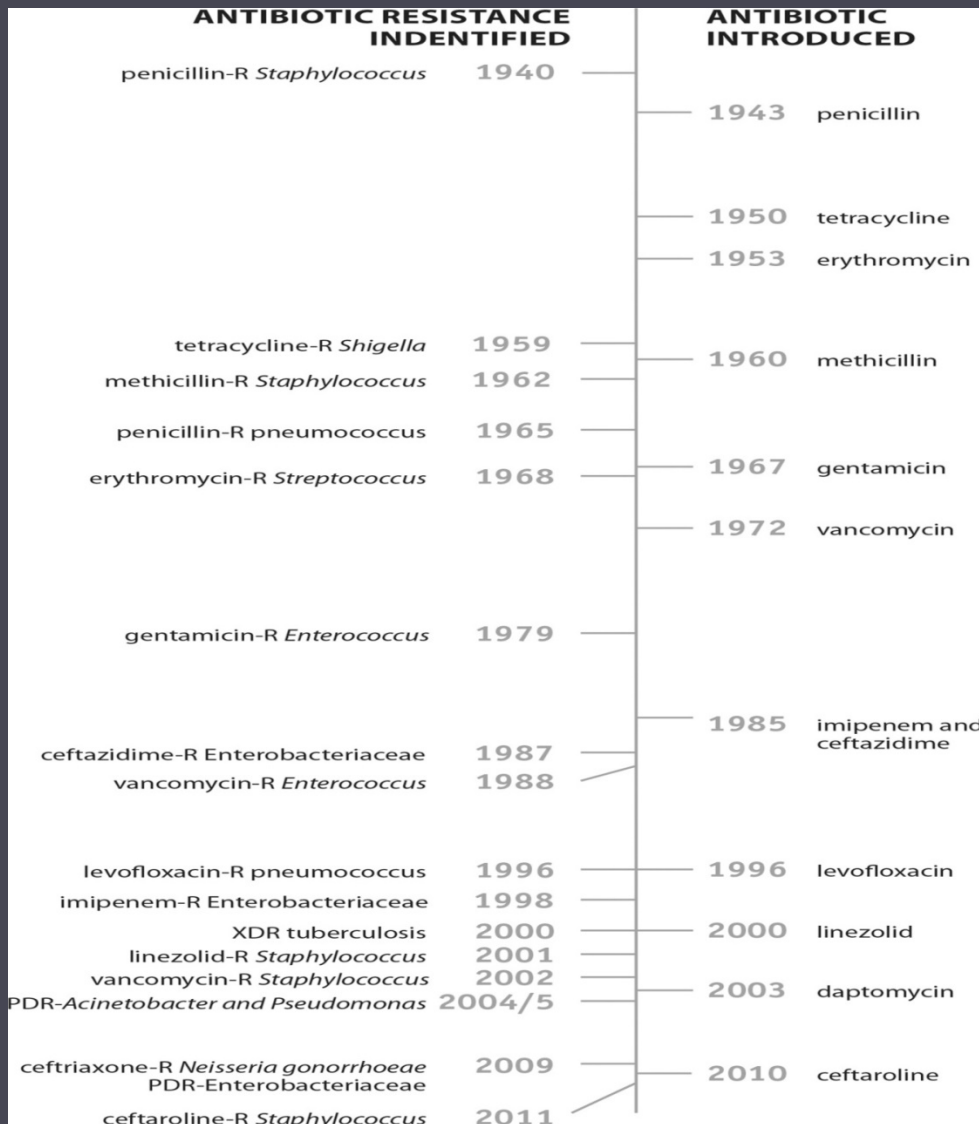 ANTIBIOTIC RESISTANCE
INDENTIFIED
ANTIBIOTIC
INTRODUCED
penicillin-R Staphylococcus 1940
1943 penicillin
1950 tetracycline
1953 erythromycin
tetracycline-R Shigella 1959
1960 methicillin
methicillin-R Staphylococcus 1962
penicillin-R pneumococcus 1965
1967 gentamicin
erythromycin-R Streptococcus 1968
1972 vancomycin
gentamicin-R Enterococcus 1979
1985 imipenem and
ceftazidime
ceftazidime-R Enterobacteriaceae 1987
vancomycin-R Enterococcus 1988
levofloxacin-R pneumococcus 1996
1996 levofloxacin
imipenem-R Enterobacteriaceae 1998
XDR tuberculosis 2000
2000 linezolid
linezolid-R Staphylococcus 2001
vancomycin-R Staphylococcus 2002
2003 daptomycin
PDR-Acinetobacter and Pseudomonas 2004/5
ceftriaxone-R Neisseria gonorrhoeae 2009
PDR-Enterobacteriaceae
2010 ceftaroline
ceftaroline-R Staphylococcus 2011